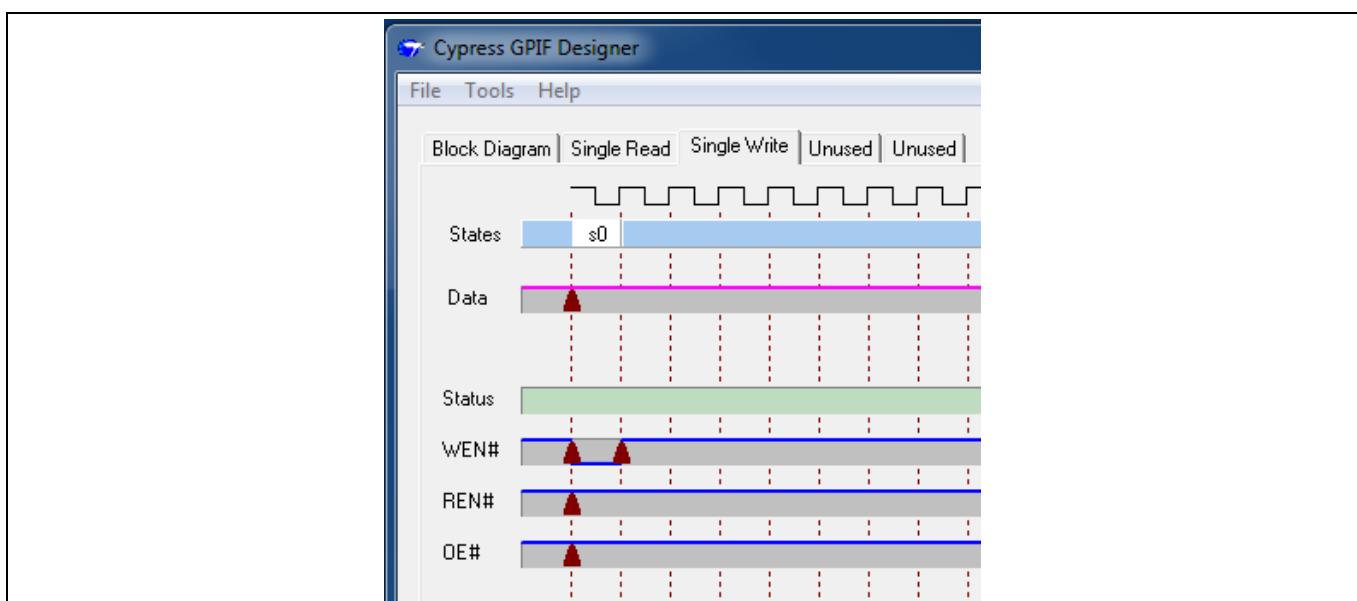 Cypress GPIF Designer
File Tools Help
Block Diagram Single Read Single Write Unused Unused
States s0
Data
Status
WEN#
REN#
OE#